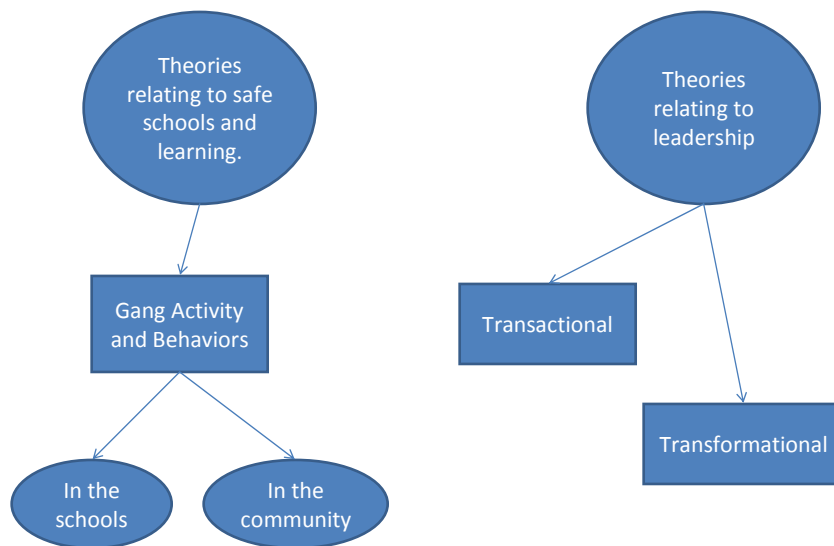 Theories
relating to safe
schools and
learning.
Theories
relating to
leadership
Gang Activity
and Behaviors
Transactional
Transformational
In the
schools
In the
community